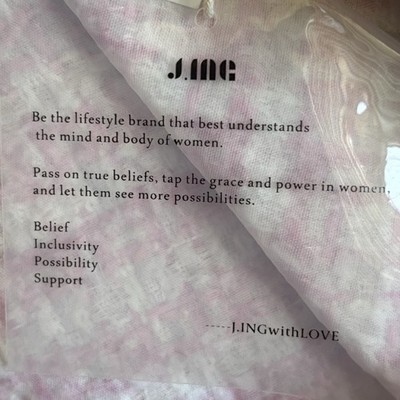 J.ING
Be the lifestyle brand that best understands
the mind and body of women.
Pass on true beliefs, tap the grace and power in women,
and let them see more possibilities.
Belief
Inclusivity
Possibility
Support
-----J.INGwithLOVE